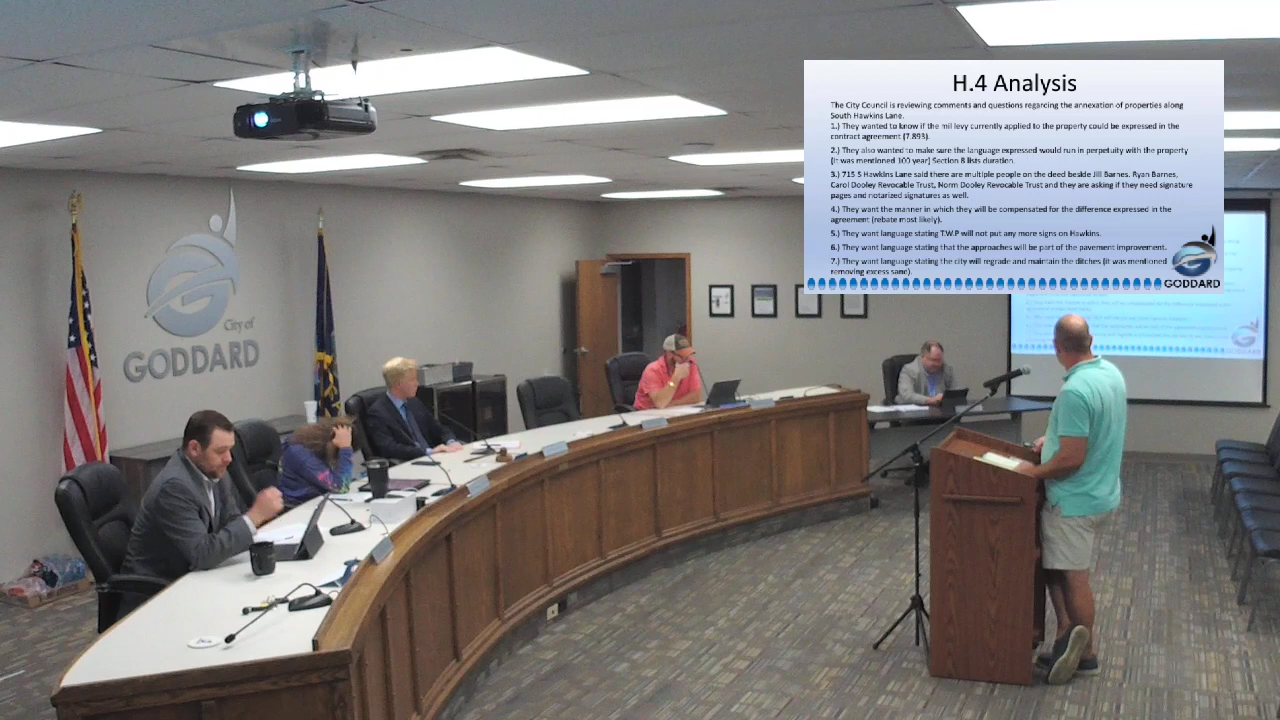 H.4 Analysis
The City Council is reviewing comments and questions regarding the annexation of properties along
South Hawkins Lane.
1.) They wanted to know if the mil levy currently applied to the property could be expressed in the
contract agreement (7.893).
2.) They also wanted to make sure the language expressed would run in perpetuity with the property
(it was mentioned 100 year) Section 8 lists duration.
3.) 715 S Hawkins Lane said there are multiple people on the deed beside Jill Barnes. Ryan Barnes,
Carol Dooley Revocable Trust, Norm Dooley Revocable Trust and they are asking if they need signature
pages and notarized signatures as well.
4.) They want the manner in which they will be compensated for the difference expressed in the
agreement (rebate most likely).
5.) They want language stating T.W.P will not put any more signs on Hawkins.
6.) They want language stating that the approaches will be part of the pavement improvement.
7.) They want language stating the city will regrade and maintain the ditches (it was mentioned
removing excess sand).
GODDARD
City of
GODDARD